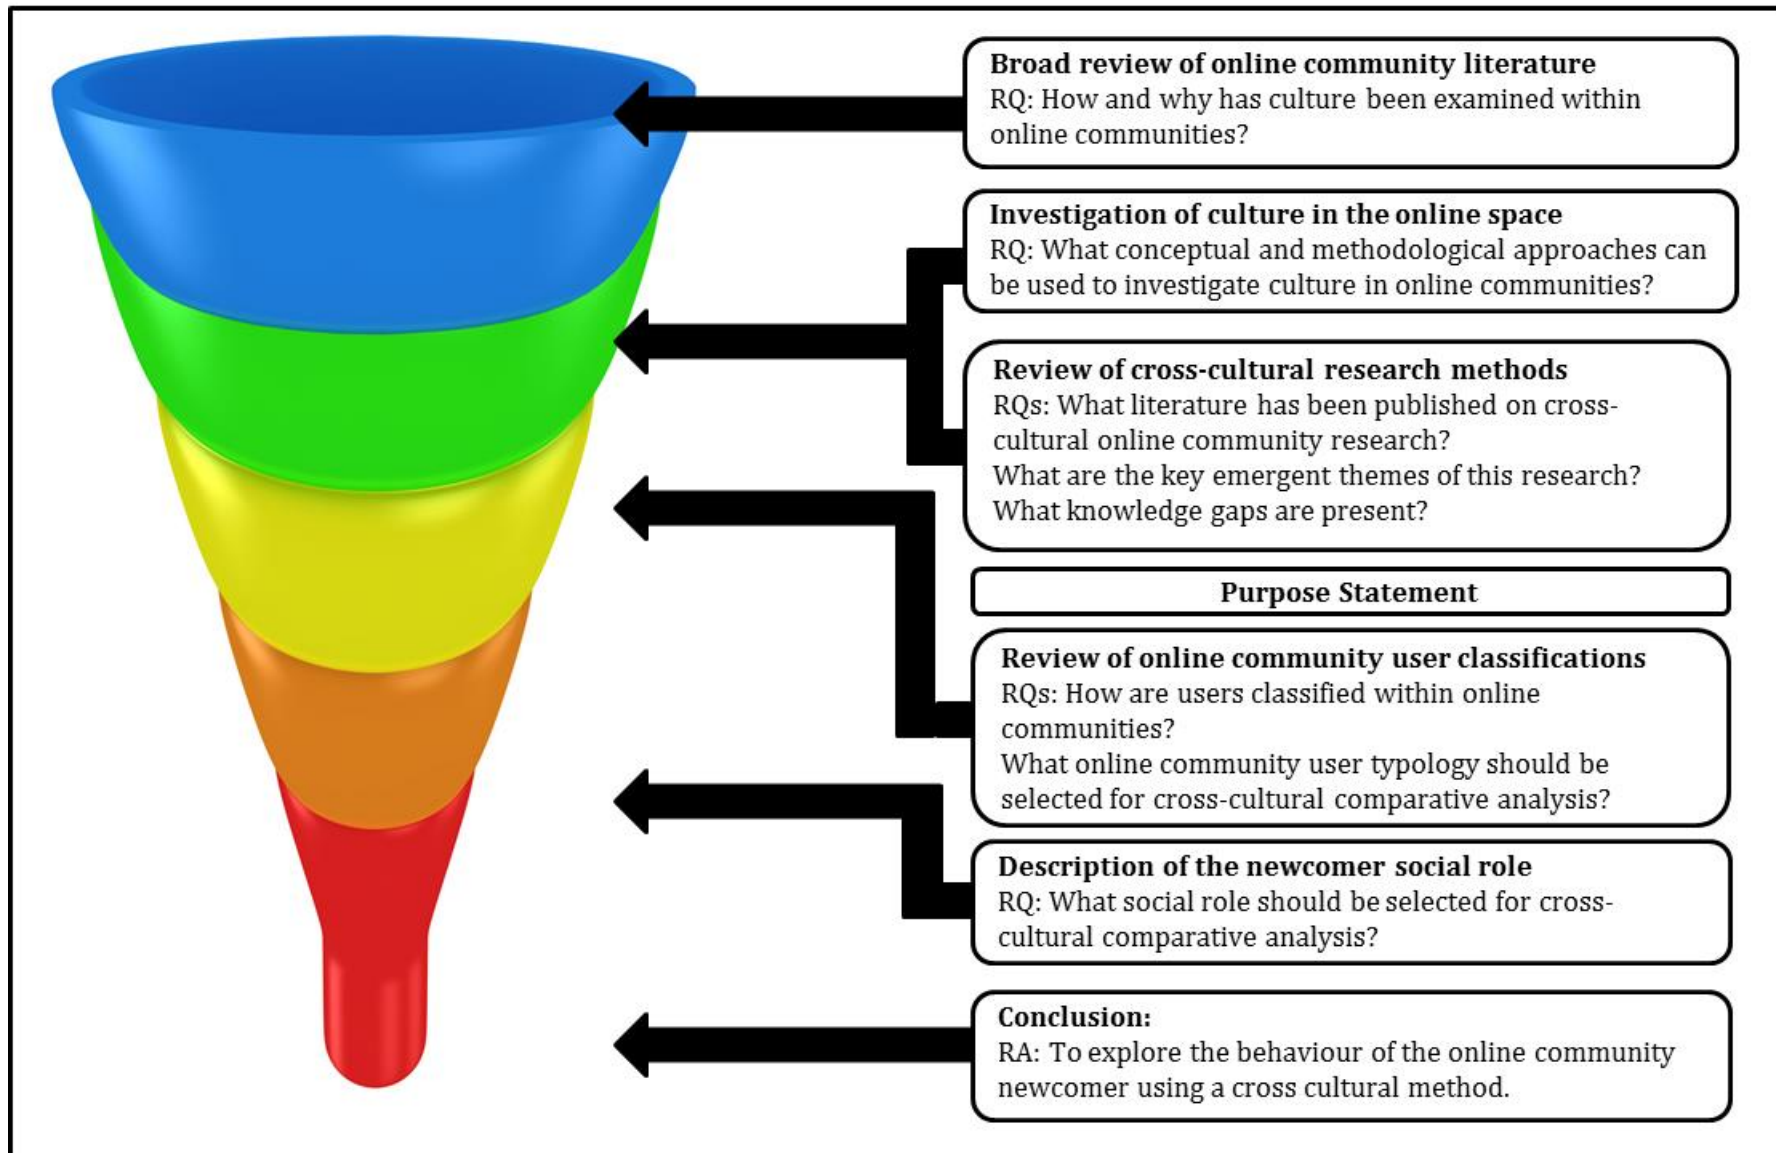 Broad review of online community literature
RQ: How and why has culture been examined within
online communities?
Investigation of culture in the online space
RQ: What conceptual and methodological approaches can
be used to investigate culture in online communities?
Review of cross-cultural research methods
RQs: What literature has been published on cross-
cultural online community research?
What are the key emergent themes of this research?
What knowledge gaps are present?
Purpose Statement
Review of online community user classifications
RQs: How are users classified within online
communities?
What online community user typology should be
selected for cross-cultural comparative analysis?
Description of the newcomer social role
RQ: What social role should be selected for cross-
cultural comparative analysis?
Conclusion:
RA: To explore the behaviour of the online community
newcomer using a cross cultural method.